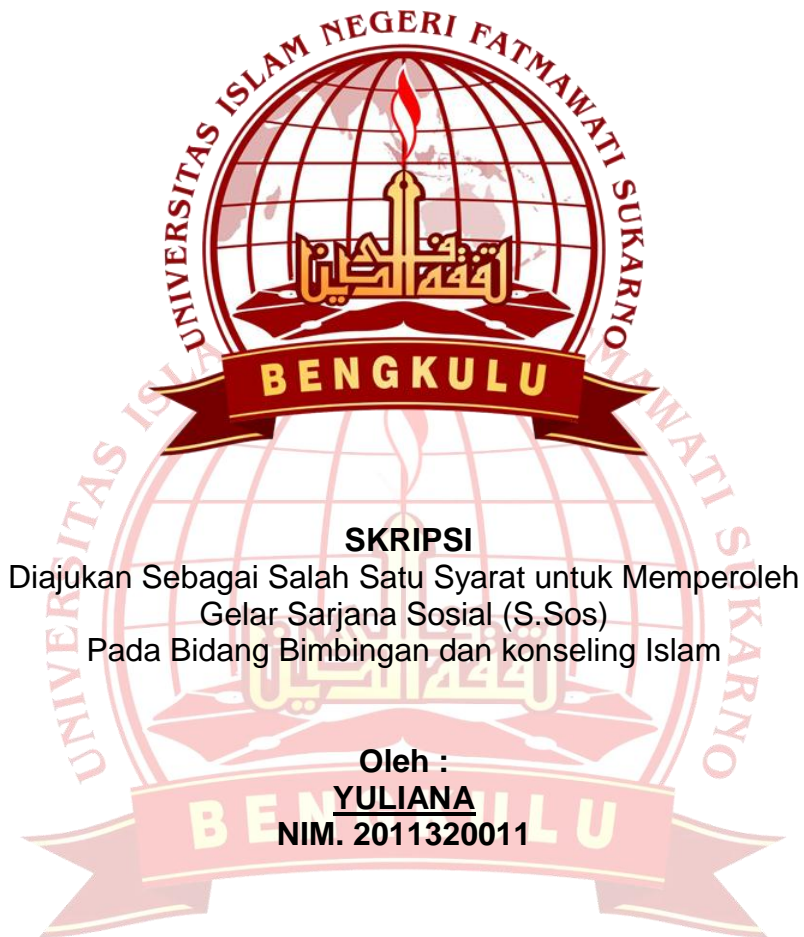 UNIVERSITAS ISLAM NEGERI FATMAWATI SUKARNO
BENGKULU
SKRIPSI
Diajukan Sebagai Salah Satu Syarat untuk Memperoleh
Gelar Sarjana Sosial (S.Sos)
Pada Bidang Bimbingan dan konseling Islam
Oleh :
YULIANA
NIM. 2011320011